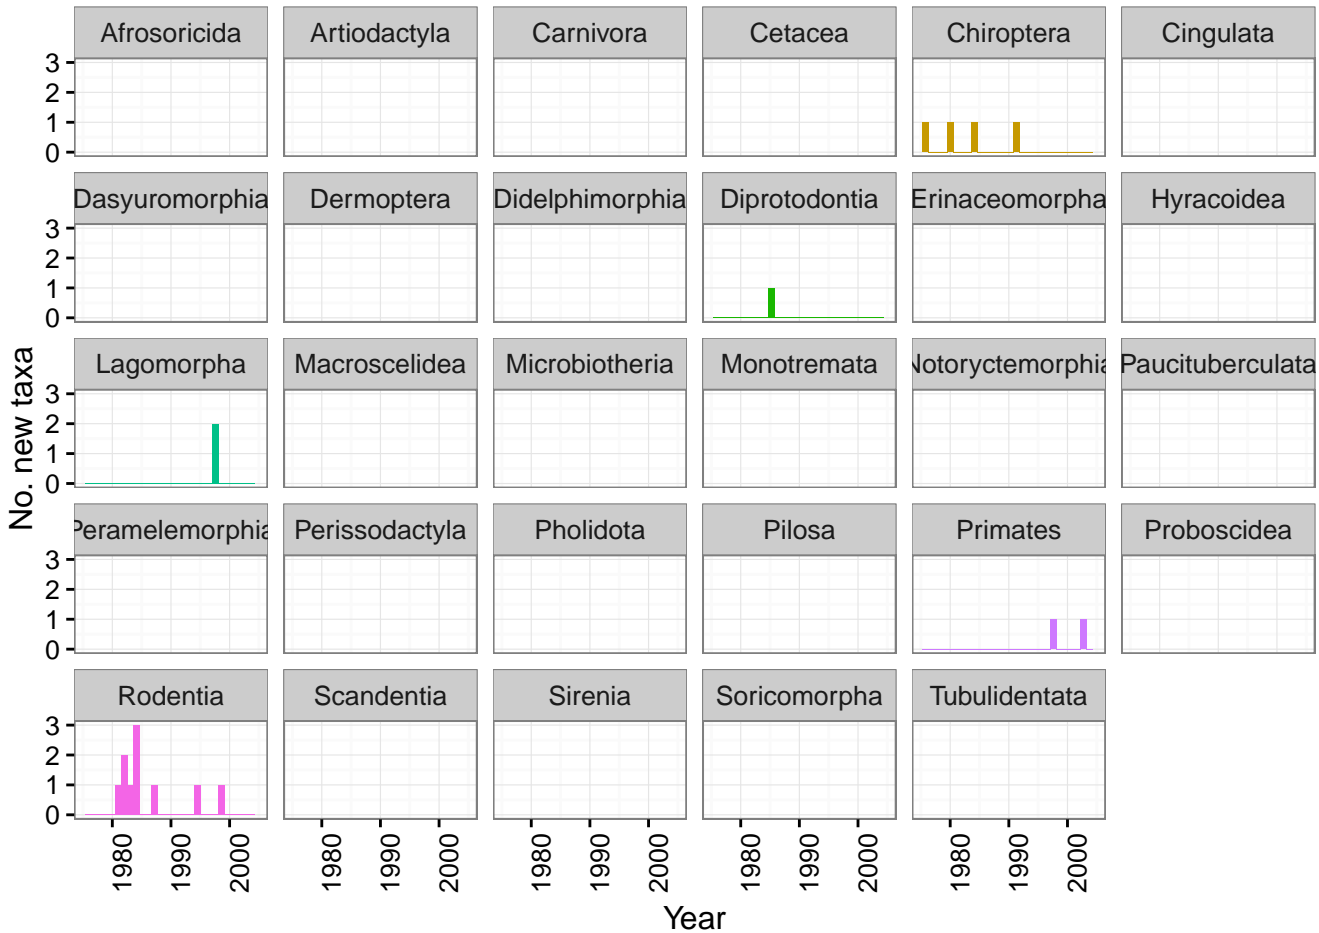 Afrosoricida Artiodactyla Carnivora Cetacea Chiroptera Cingulata
3
2
1
0
Dasyuromorphia Dermoptera Didelphimorphia Diprotodontia Erinaceomorpha Hyracoidea
3
2
1
0
Lagomorpha Macroscelidea Microbiotheria Monotremata Notoryctemorphia Paucituberculata
3
2
1
0
No. new taxa
Peramelemorphia Perissodactyla Pholidota Pilosa Primates Proboscidea
3
2
1
0
Rodentia Scandentia Sirenia Soricomorpha Tubulidentata
3
2
1
0
1980 1990 2000 1980 1990 2000 1980 1990 2000 1980 1990 2000 1980 1990 2000
Year